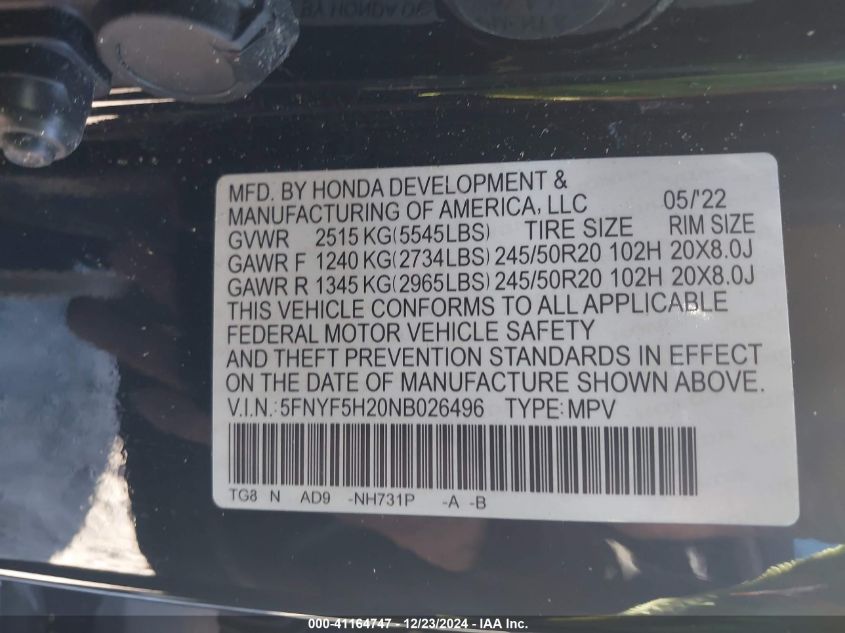 MFD. BY HONDA DEVELOPMENT &
MANUFACTURING OF AMERICA, LLC 05/'22
GVWR 2515 KG(5545LBS) TIRE SIZE RIM SIZE
GAWR F 1240 KG(2734LBS) 245/50R20 102H 20X8.0J
GAWR R 1345 KG(2965LBS) 245/50R20 102H 20X8.0J
THIS VEHICLE CONFORMS TO ALL APPLICABLE
FEDERAL MOTOR VEHICLE SAFETY
AND THEFT PREVENTION STANDARDS IN EFFECT
ON THE DATE OF MANUFACTURE SHOWN ABOVE.
V.I.N.: 5FNYF5H20NB026496 TYPE: MPV
TG8 N AD9 -NH731P -A -B
000-41164747 - 12/23/2024 - IAA Inc.